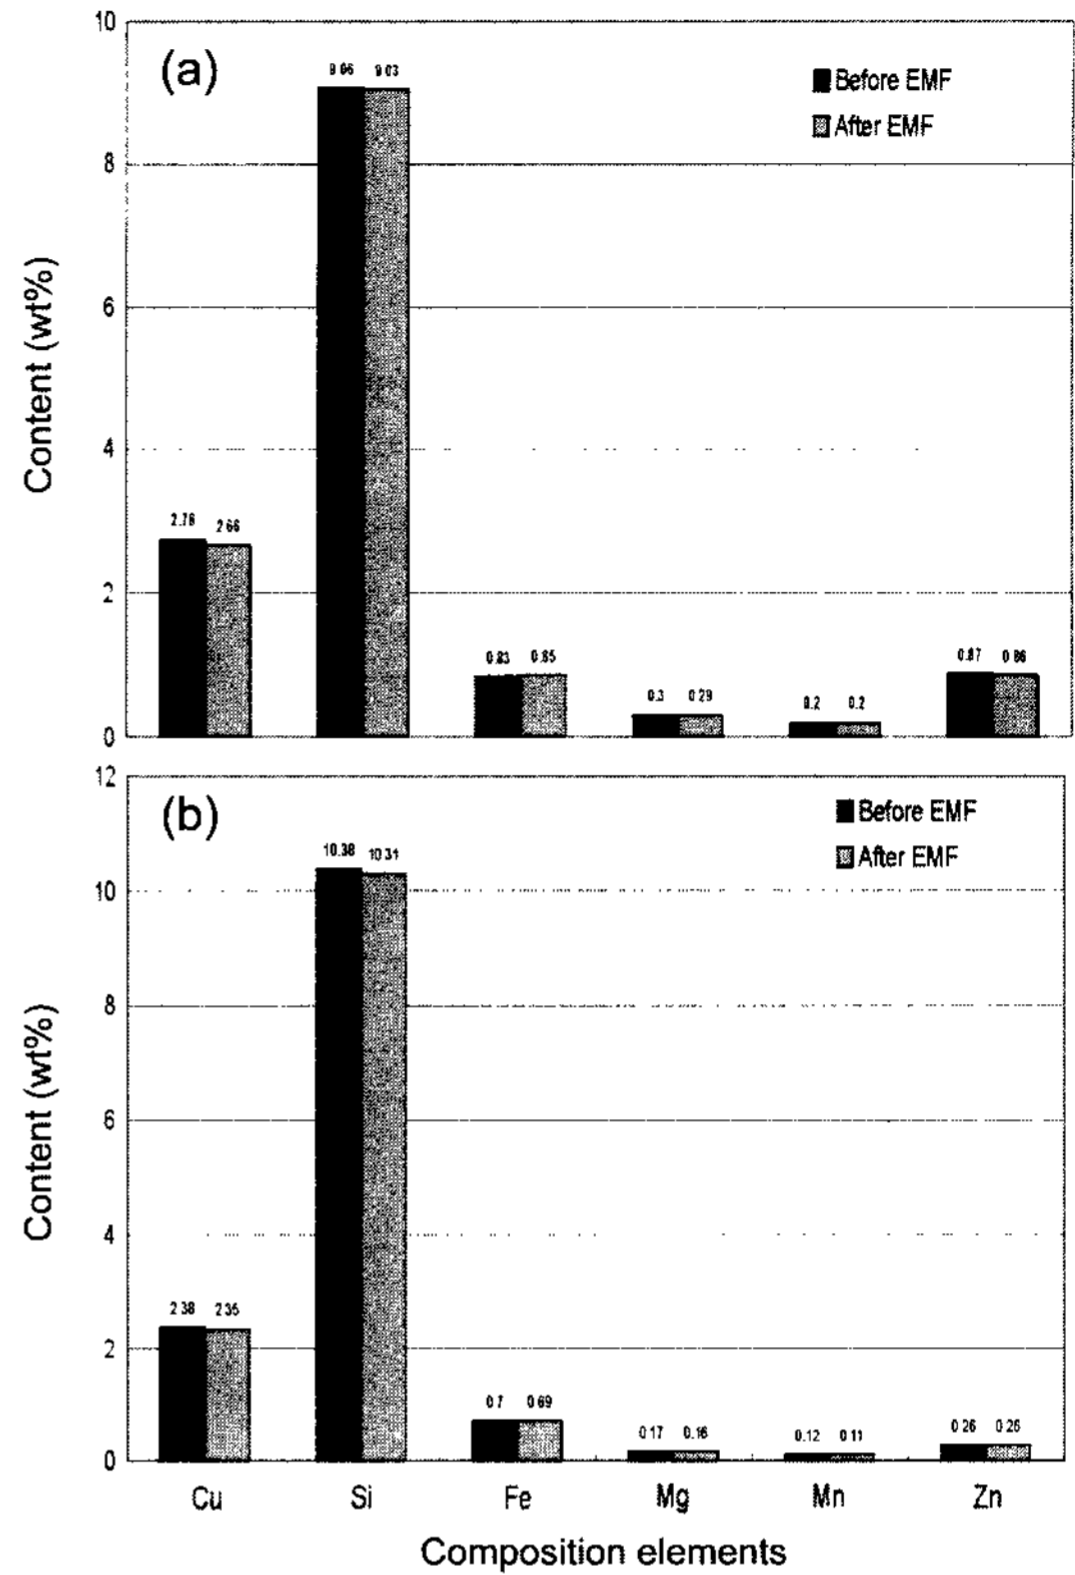 10
(a)
9.06 9.03
Before EMF
After EMF
8
6
Content (wt%)
4
2.76 2.66
2
0.83 0.85
0.3 0.29
0.2 0.2
0.87 0.86
0
12
(b)
Before EMF
After EMF
10.38 10.31
10
8
6
Content (wt%)
4
2.38 2.35
2
0.7 0.69
0.17 0.16
0.12 0.11
0.26 0.25
0
Cu Si Fe Mg Mn Zn
Composition elements